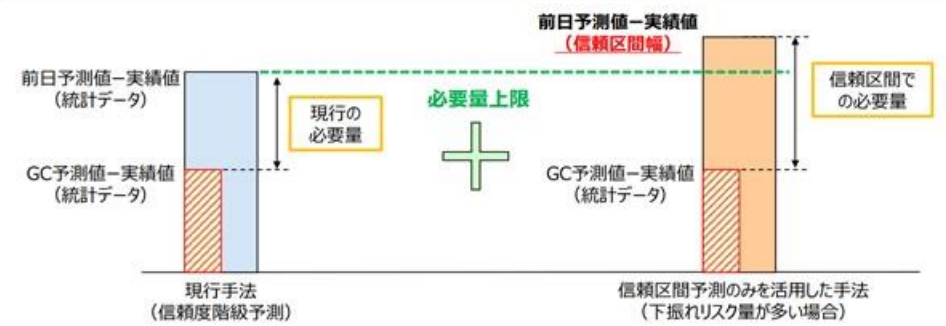 前日予測値−実績値
(統計データ)
現行の
必要量
GC予測値−実績値
(統計データ)
現行手法
(信頼度階級予測)
必要量上限
前日予測値−実績値
(信頼区間幅)
信頼区間で
の必要量
GC予測値−実績値
(統計データ)
信頼区間予測のみを活用した手法
(下振れリスク量が多い場合)